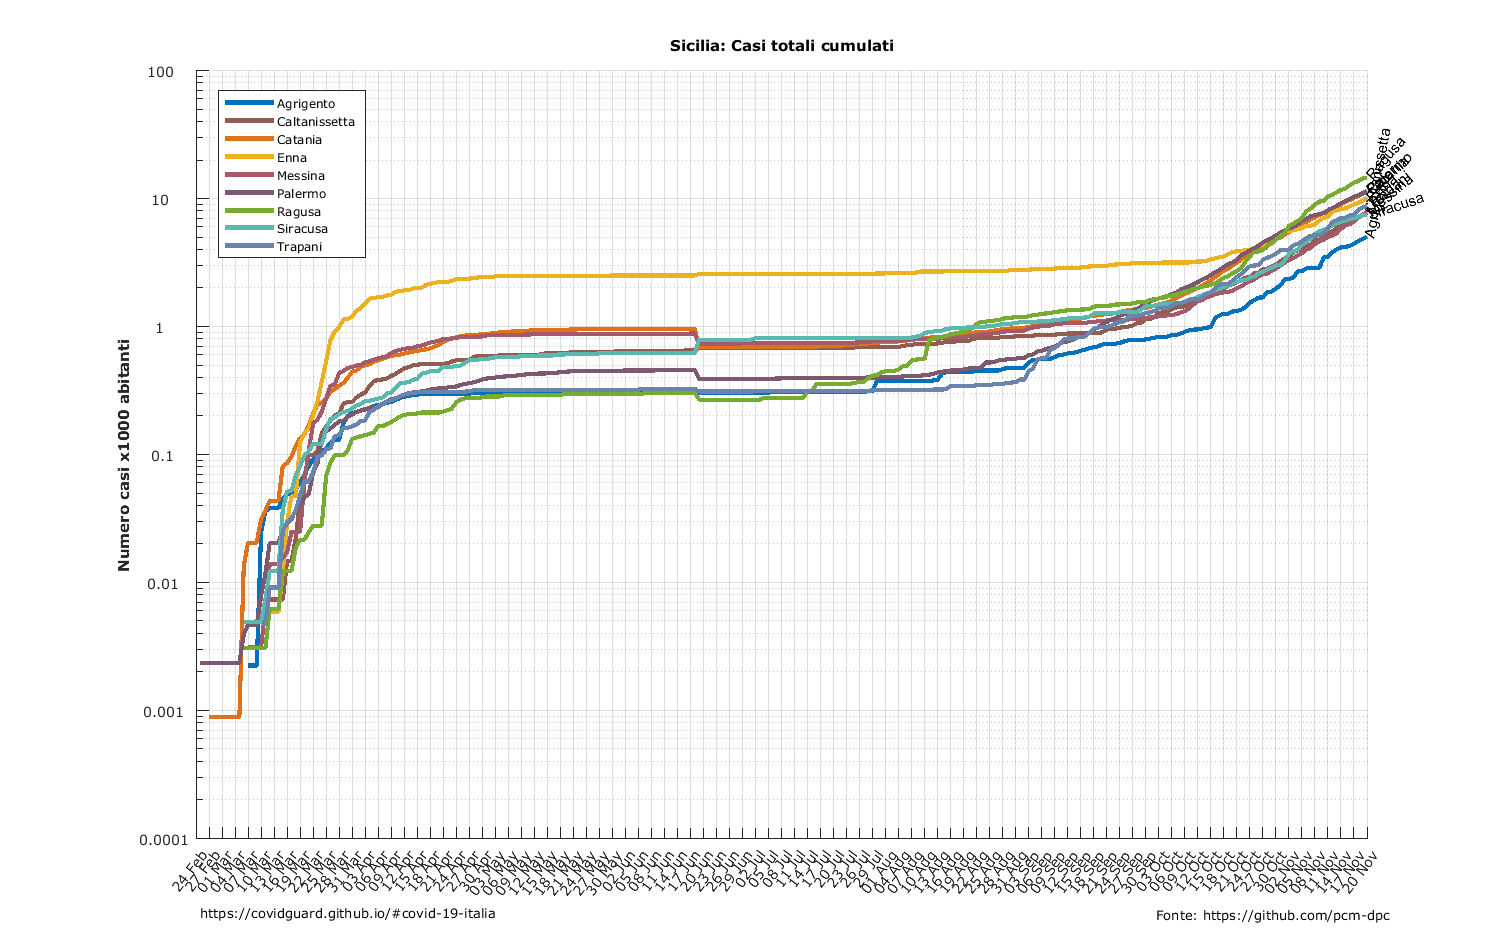 Sicilia: Casi totali cumulati
Numero casi x1000 abitanti
100
10
1
0.1
0.01
0.001
0.0001
Agrigento
Caltanissetta
Catania
Enna
Messina
Palermo
Ragusa
Siracusa
Trapani
Ragusa
Siracusa
24 Feb
27 Feb
01 Mar
04 Mar
07 Mar
10 Mar
13 Mar
16 Mar
19 Mar
22 Mar
25 Mar
28 Mar
31 Mar
03 Apr
06 Apr
09 Apr
12 Apr
15 Apr
18 Apr
21 Apr
24 Apr
27 Apr
30 Apr
03 May
06 May
09 May
12 May
15 May
18 May
21 May
24 May
27 May
30 May
02 Jun
05 Jun
08 Jun
11 Jun
14 Jun
17 Jun
20 Jun
23 Jun
26 Jun
29 Jun
02 Jul
05 Jul
08 Jul
11 Jul
14 Jul
17 Jul
20 Jul
23 Jul
26 Jul
29 Jul
01 Aug
04 Aug
07 Aug
10 Aug
13 Aug
16 Aug
19 Aug
22 Aug
25 Aug
28 Aug
31 Aug
03 Sep
06 Sep
09 Sep
12 Sep
15 Sep
18 Sep
21 Sep
24 Sep
27 Sep
30 Sep
03 Oct
06 Oct
09 Oct
12 Oct
15 Oct
18 Oct
21 Oct
24 Oct
27 Oct
30 Oct
02 Nov
05 Nov
08 Nov
11 Nov
14 Nov
17 Nov
20 Nov
https://covidguard.github.io/#covid-19-italia
Fonte: https://github.com/pcm-dpc